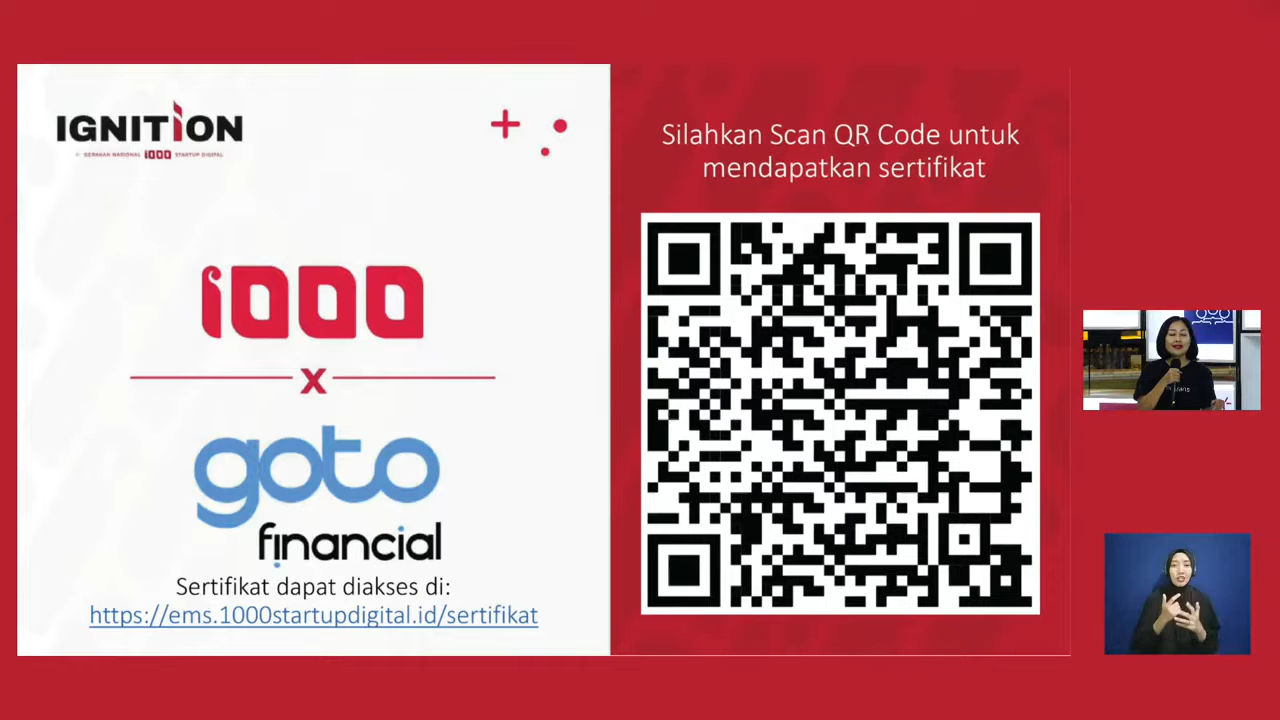 IGNITION
GERAKAN NASIONAL 1000 STARTUP DIGITAL
1000
x
goto
financial
Sertifikat dapat diakses di:
https://ems.1000startupdigital.id/sertifikat
Silahkan Scan QR Code untuk
mendapatkan sertifikat